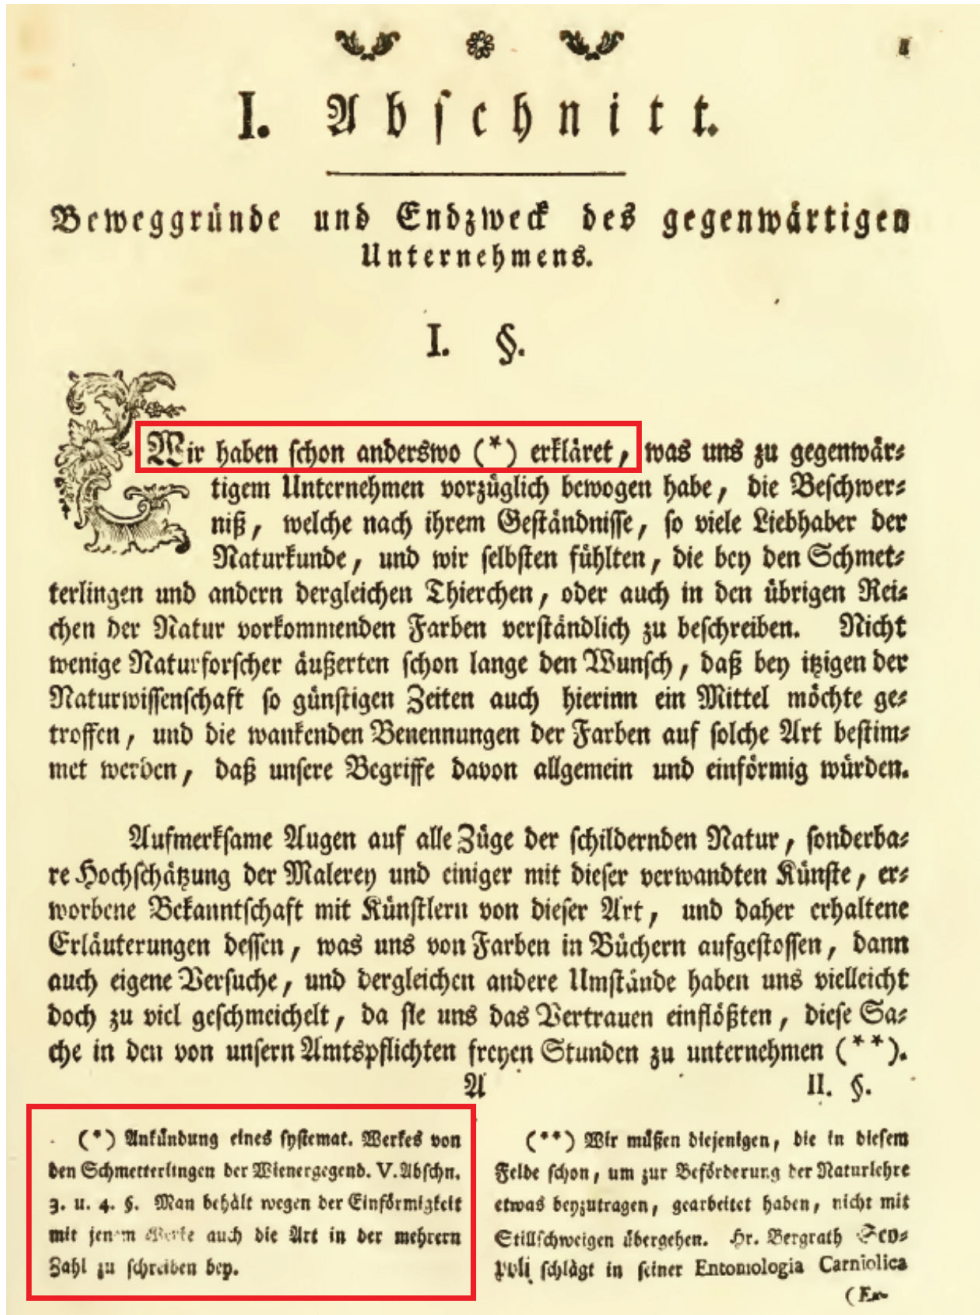 I
I. Abschnitt.
Beweggründe und Endzweck des gegenwärtigen
Unternehmens.
I. §.
Wir haben schon anderswo (*) erkläret, was uns zu gegenwär-
tigem Unternehmen vorzüglich bewogen habe, die Beschwer-
niß, welche nach ihrem Geständnisse, so viele Liebhaber der
Naturkunde, und wir selbsten fühlten, die bey den Schmet-
terlingen und andern dergleichen Thierchen, oder auch in den übrigen Rei-
chen der Natur vorkommenden Farben verständlich zu beschreiben. Nicht
wenige Naturforscher äußerten schon lange den Wunsch, daß bey itzigen der
Naturwissenschaft so günstigen Zeiten auch hierinn ein Mittel möchte ge-
troffen, und die wankenden Benennungen der Farben auf solche Art bestim-
met werden, daß unsere Begriffe davon allgemein und einförmig würden.
Aufmerksame Augen auf alle Züge der schildernden Natur, sonderba-
re Hochschätzung der Malerey und einiger mit dieser verwandten Künste, er-
worbene Bekanntschaft mit Künstlern von dieser Art, und daher erhaltene
Erläuterungen dessen, was uns von Farben in Büchern aufgestossen, dann
auch eigene Versuche, und dergleichen andere Umstände haben uns vielleicht
doch zu viel geschmeichelt, da sie uns das Vertrauen einflößten, diese Sa-
che in den von unsern Amtspflichten freyen Stunden zu unternehmen (**).
A II. §.
(*) Ankündung eines systemat. Werkes von
den Schmetterlingen der Wienergegend. V. Abschn.
3. u. 4. §. Man behält wegen der Einförmigkeit
mit jenem Werke auch die Art in der mehrern
Zahl zu schreiben bey.
(**) Wir müßen diejenigen, die in diesem
Felde schon, um zur Beförderung der Naturlehre
etwas beyzutragen, gearbeitet haben, nicht mit
Stillschweigen übergehen. Hr. Bergrath Sco-
poli schlägt in seiner Entomologia Carniolica
(Ex-